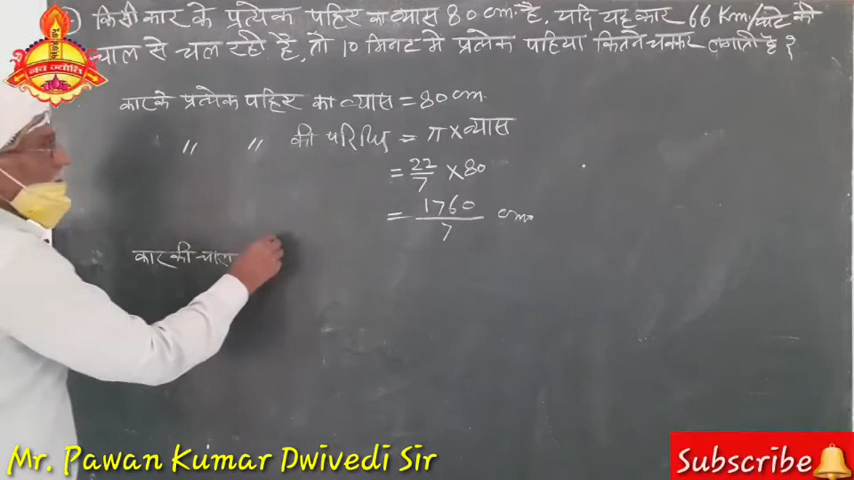 किसी कार के प्रत्येक पहिए का व्यास 80 cm. है. यदि यह कार 66 Km/घंटे की
चाल से चल रही है, तो 10 मिनट मे प्रत्येक पहिया कितने चक्कर लगाती है?
कार के प्रत्येक पहिए का व्यास = 80 cm.
" " की परिधि = π × व्यास
= 22/7 × 80
= 1760/7 cm.
कार की चाल
नव ज्योति
Mr. Pawan Kumar Dwivedi Sir
Subscribe